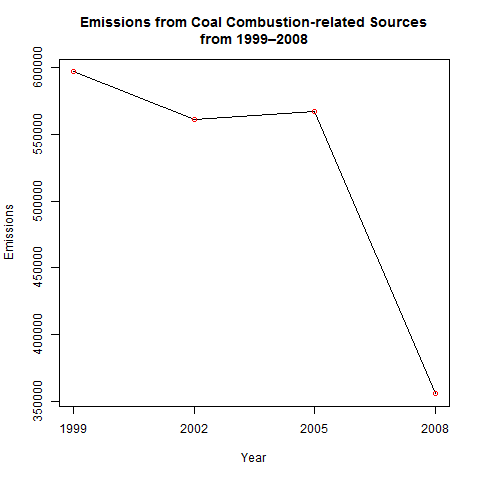 Emissions from Coal Combustion-related Sources
from 1999–2008
600000
550000
500000
450000
400000
350000
Emissions
1999 2002 2005 2008
Year